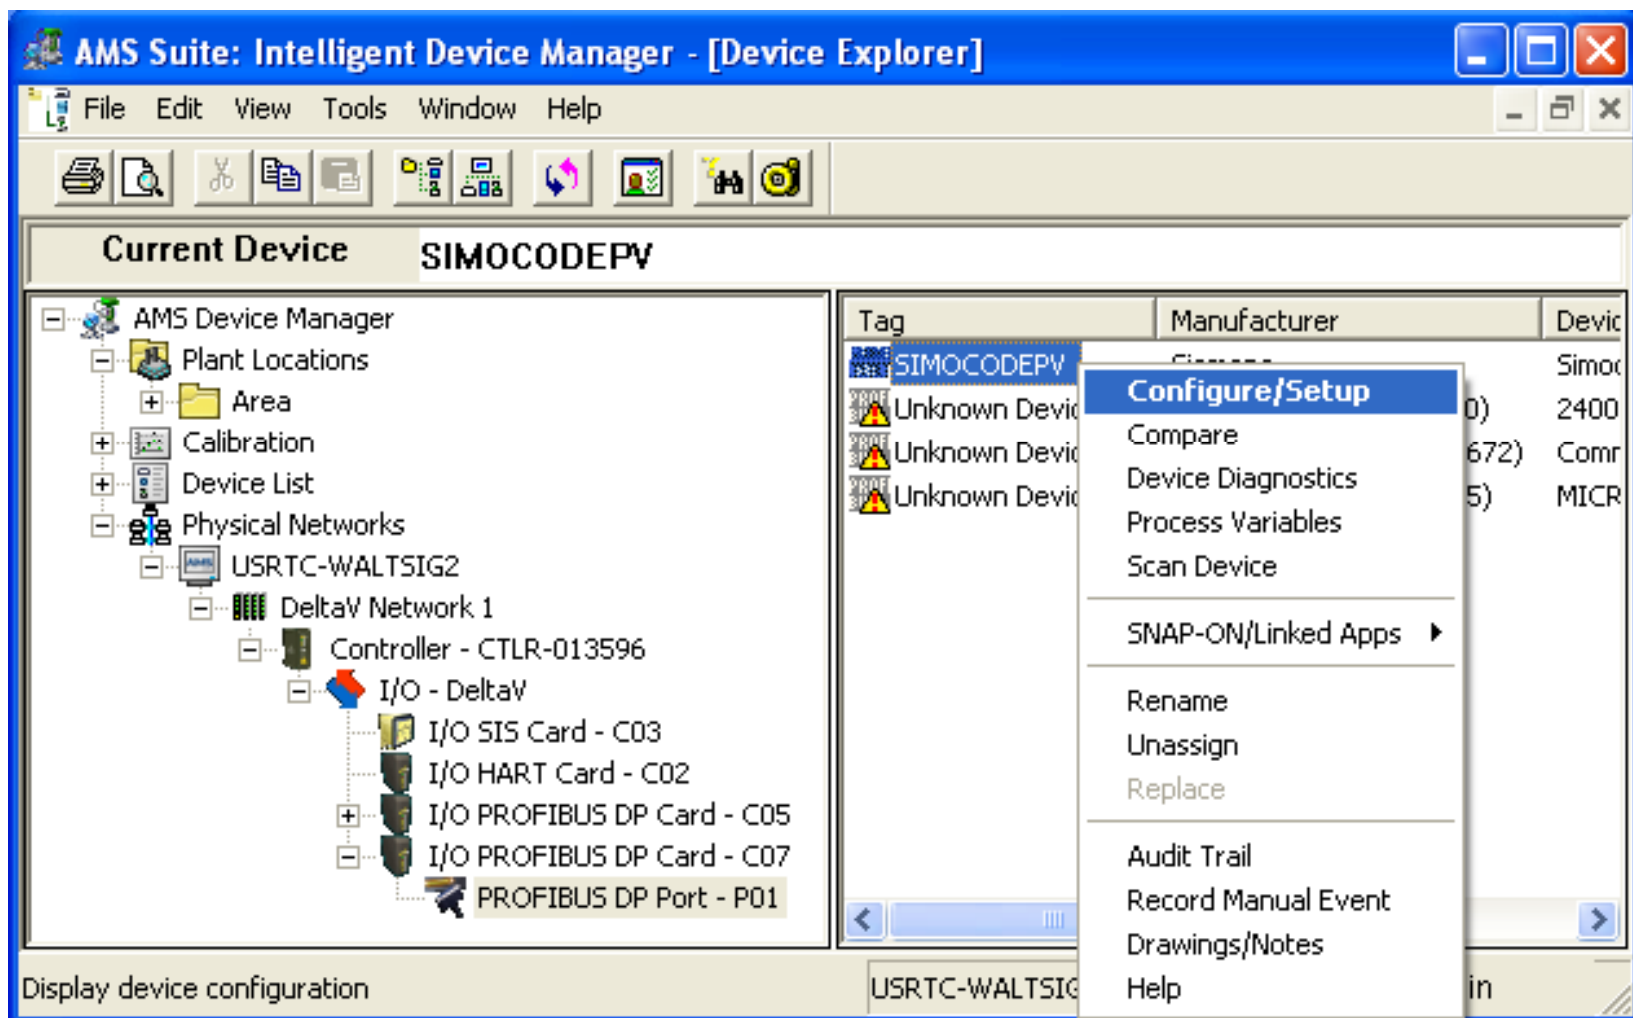 AMS Suite: Intelligent Device Manager - [Device Explorer]
File Edit View Tools Window Help
Current Device SIMOCODEPV
AMS Device Manager
Plant Locations
Area
Calibration
Device List
Physical Networks
USRTC-WALTSIG2
DeltaV Network 1
Controller - CTLR-013596
I/O - DeltaV
I/O SIS Card - C03
I/O HART Card - C02
I/O PROFIBUS DP Card - C05
I/O PROFIBUS DP Card - C07
PROFIBUS DP Port - P01
Tag Manufacturer Devic
SIMOCODEPV Simoc
Unknown Devic 0) 2400
Unknown Devic 672) Comr
Unknown Devic 5) MICR
Configure/Setup
Compare
Device Diagnostics
Process Variables
Scan Device
SNAP-ON/Linked Apps
Rename
Unassign
Replace
Audit Trail
Record Manual Event
Drawings/Notes
Help
Display device configuration USRTC-WALTSIG in